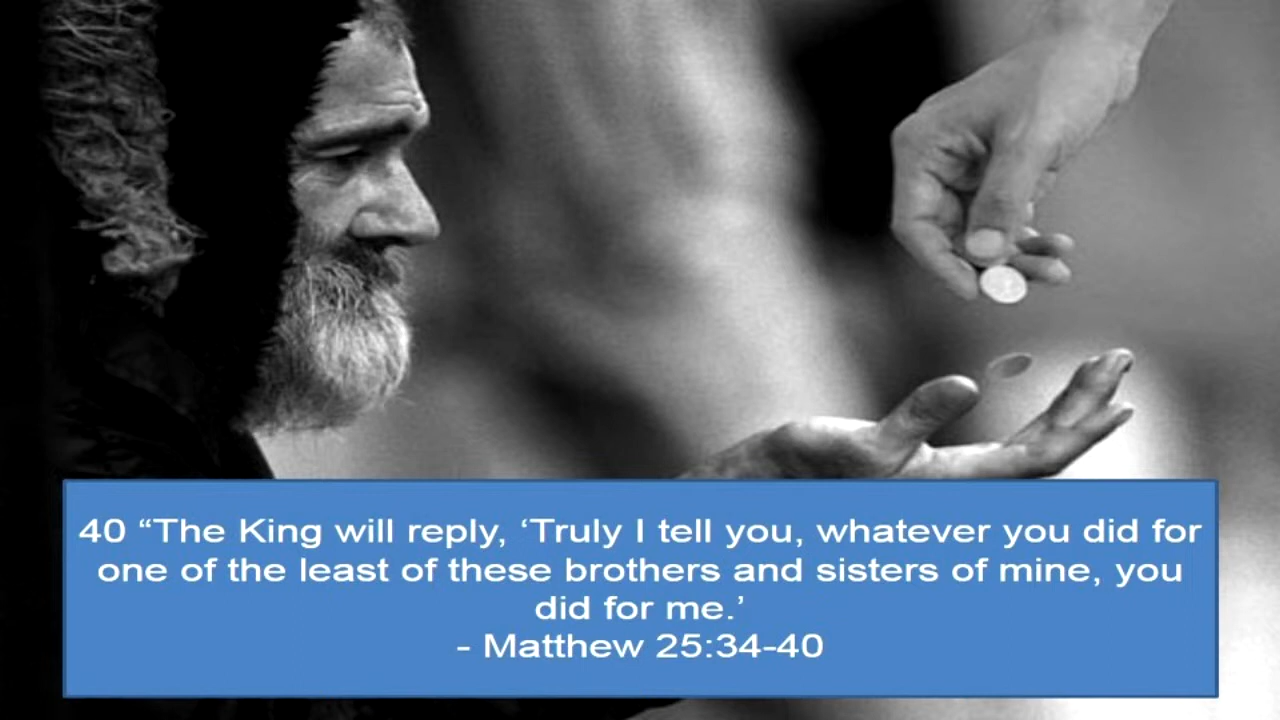 40 “The King will reply, ‘Truly I tell you, whatever you did for
one of the least of these brothers and sisters of mine, you
did for me.’
- Matthew 25:34-40